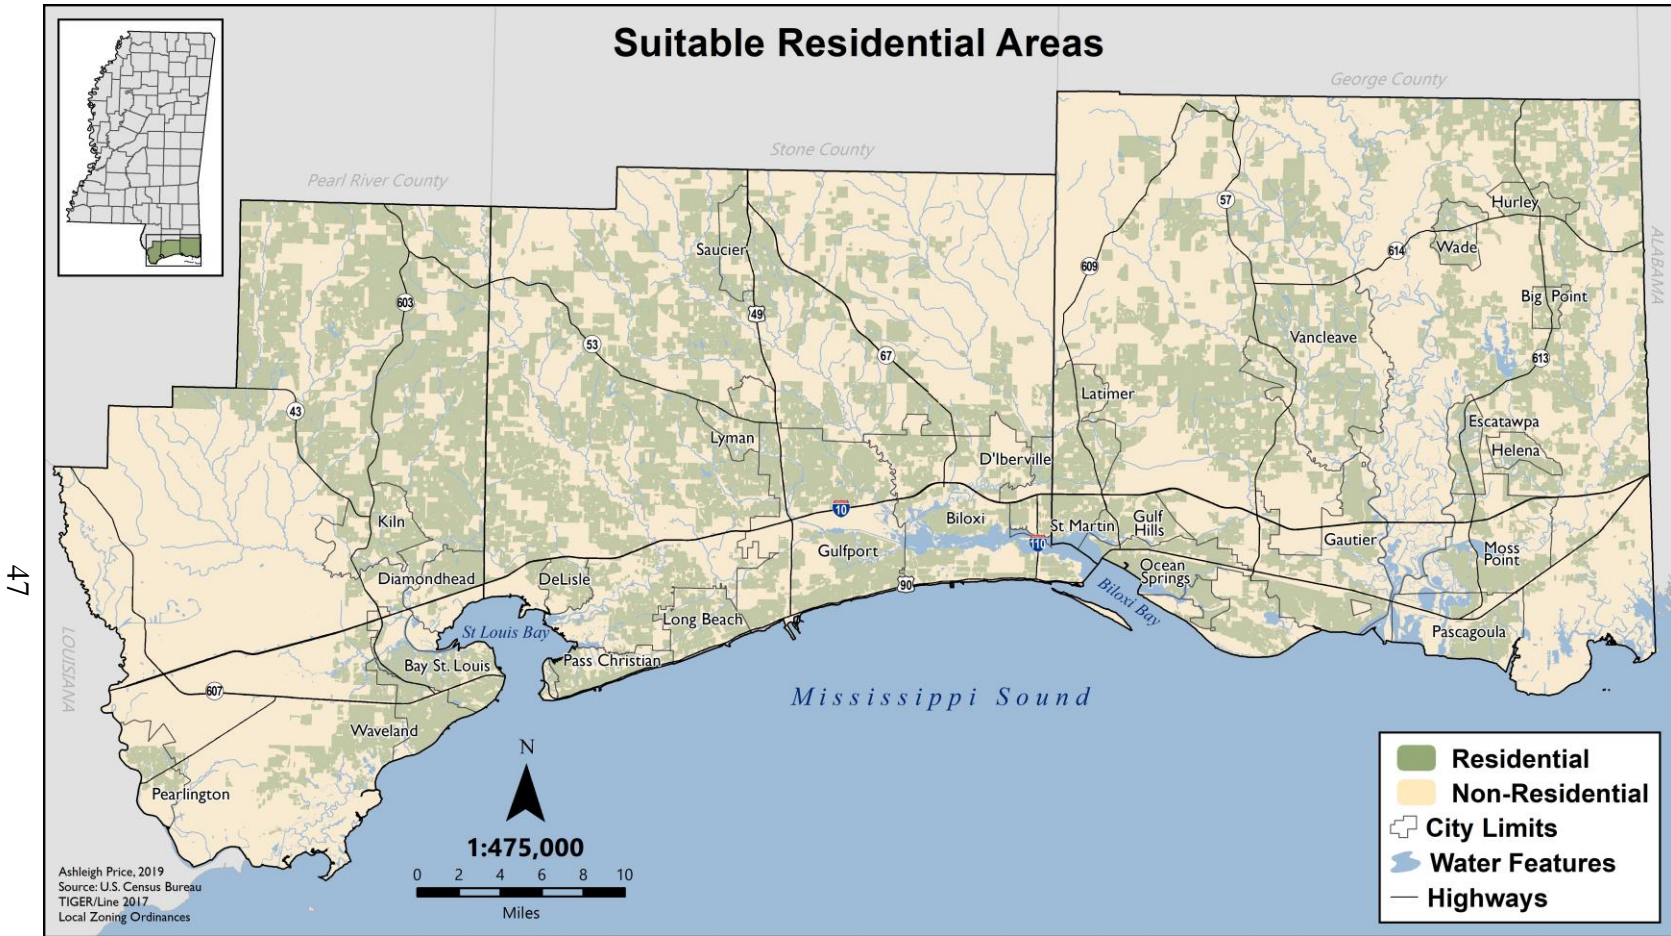 Suitable Residential Areas
George County
Stone County
Pearl River County
ALABAMA
LOUISIANA
Hurley
57
Saucier
614
Wade
609
603
49
Big Point
53
67
Vancleave
613
43
Latimer
Escatawpa
Lyman
Helena
D'Iberville
10
Kiln
Biloxi
St Martin
Gulf
Hills
110
Gulfport
Gautier
Moss
Point
Diamondhead
DeLisle
90
Ocean
Springs
Biloxi Bay
Long Beach
St Louis Bay
Pascagoula
Bay St. Louis
Pass Christian
607
Mississippi Sound
Waveland
Pearlington
N
1:475,000
0 2 4 6 8 10
Miles
Residential
Non-Residential
City Limits
Water Features
Highways
Ashleigh Price, 2019
Source: U.S. Census Bureau
TIGER/Line 2017
Local Zoning Ordinances
47